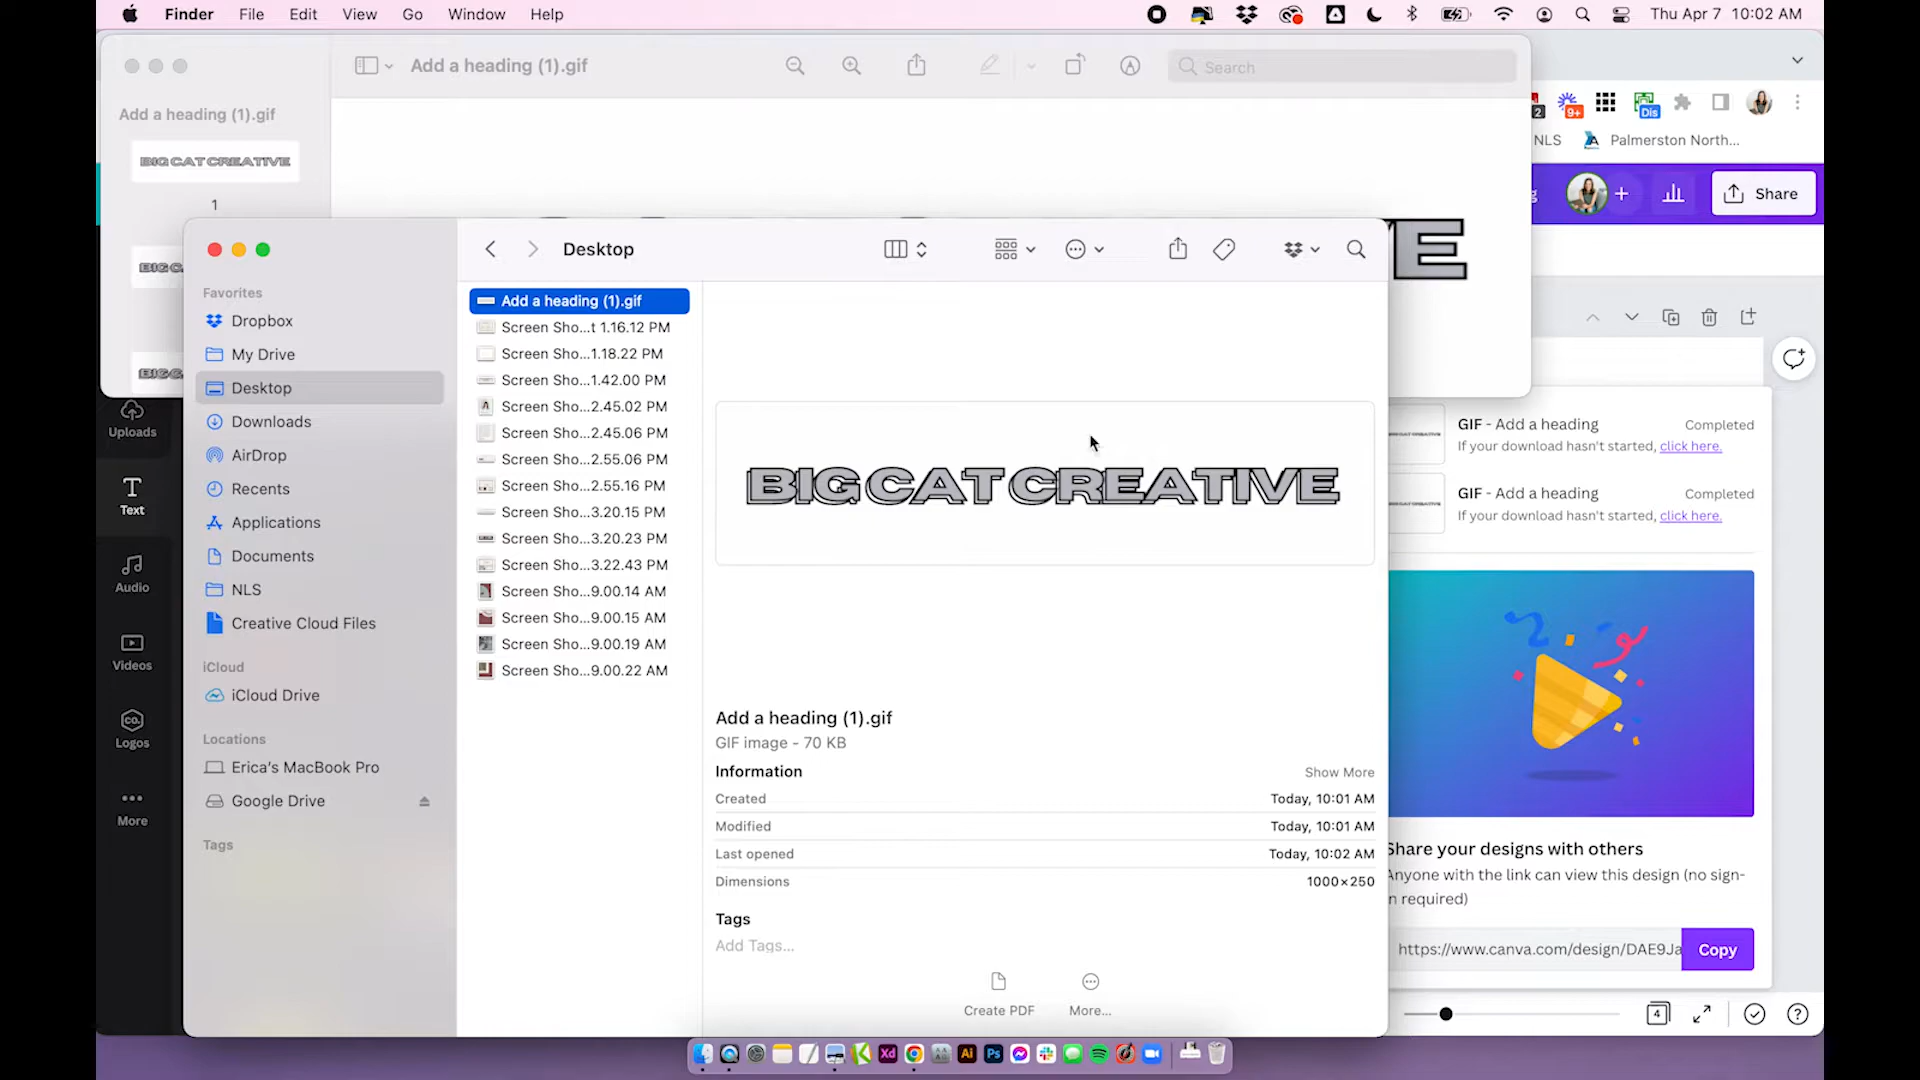 Finder File Edit View Go Window Help
Thu Apr 7 10:02 AM
Add a heading (1).gif
Search
Add a heading (1).gif
BIG CAT CREATIVE
1
2
9+
Dis
NLS
Palmerston North...
Share
Desktop
Favorites
Dropbox
My Drive
Desktop
Downloads
AirDrop
Recents
Applications
Documents
NLS
Creative Cloud Files
iCloud
iCloud Drive
Locations
Erica's MacBook Pro
Google Drive
Tags
Add a heading (1).gif
Screen Sho...t 1.16.12 PM
Screen Sho...1.18.22 PM
Screen Sho...1.42.00 PM
Screen Sho...2.45.02 PM
Screen Sho...2.45.06 PM
Screen Sho...2.55.06 PM
Screen Sho...2.55.16 PM
Screen Sho...3.20.15 PM
Screen Sho...3.20.23 PM
Screen Sho...3.22.43 PM
Screen Sho...9.00.14 AM
Screen Sho...9.00.15 AM
Screen Sho...9.00.19 AM
Screen Sho...9.00.22 AM
BIG CAT CREATIVE
Add a heading (1).gif
GIF image - 70 KB
Information
Show More
Created
Today, 10:01 AM
Modified
Today, 10:01 AM
Last opened
Today, 10:02 AM
Dimensions
1000×250
Tags
Add Tags...
Create PDF
More...
Uploads
Text
Audio
Videos
co.
Logos
More
GIF - Add a heading
Completed
If your download hasn't started, click here.
GIF - Add a heading
Completed
If your download hasn't started, click here.
Share your designs with others
Anyone with the link can view this design (no sign-
n required)
https://www.canva.com/design/DAE9Ja
Copy
4
Xd
Ai
Ps